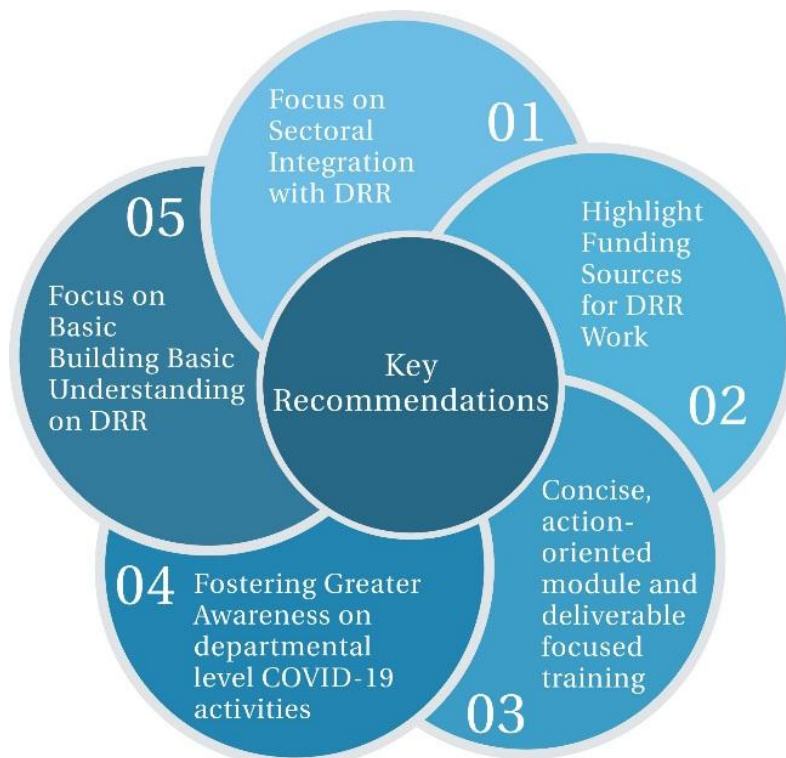 Key
Recommendations
01
Focus on
Sectoral
Integration
with DRR
02
Highlight
Funding
Sources
for DRR
Work
03
Concise,
action-
oriented
module and
deliverable
focused
training
04
Fostering Greater
Awareness on
departmental
level COVID-19
activities
05
Focus on
Basic
Building Basic
Understanding
on DRR